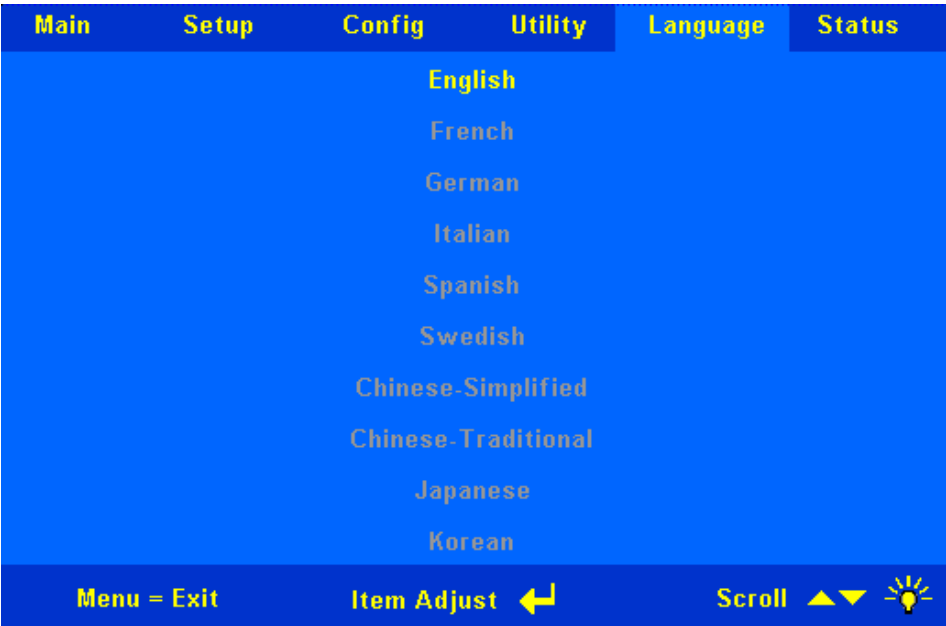 Main Setup Config Utility Language Status
English
French
German
Italian
Spanish
Swedish
Chinese-Simplified
Chinese-Traditional
Japanese
Korean
Menu = Exit Item Adjust Scroll